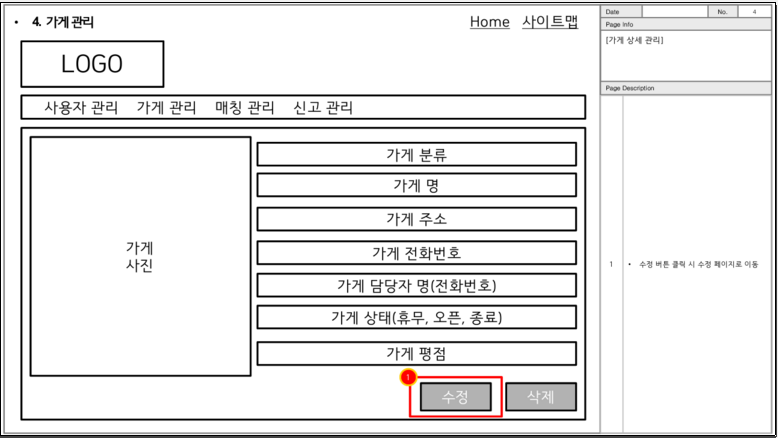 • 4. 가게 관리
Home 사이트맵
LOGO
사용자 관리 가게 관리 매칭 관리 신고 관리
가게
사진
가게 분류
가게 명
가게 주소
가게 전화번호
가게 담당자 명(전화번호)
가게 상태(휴무, 오픈, 종료)
가게 평점
1
수정
삭제
Date No. 4
Page Info
[가게 상세 관리]
Page Description
1 • 수정 버튼 클릭 시 수정 페이지로 이동